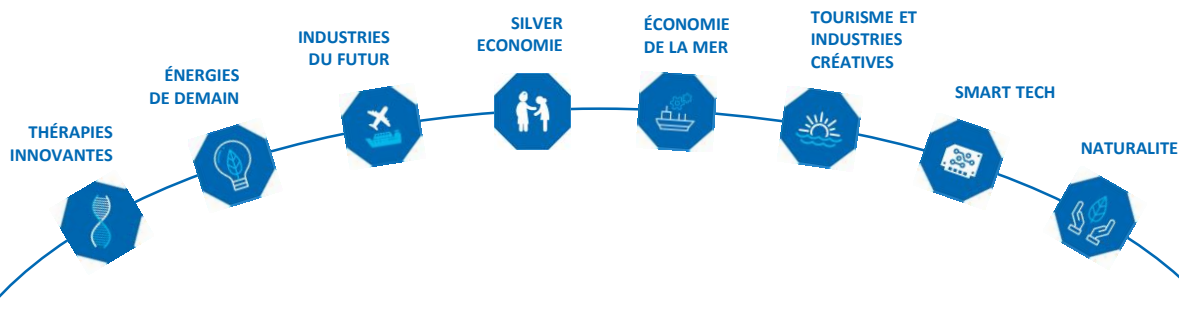 THÉRAPIES
INNOVANTES
ÉNERGIES
DE DEMAIN
INDUSTRIES
DU FUTUR
SILVER
ECONOMIE
ÉCONOMIE
DE LA MER
TOURISME ET
INDUSTRIES
CRÉATIVES
SMART TECH
NATURALITE